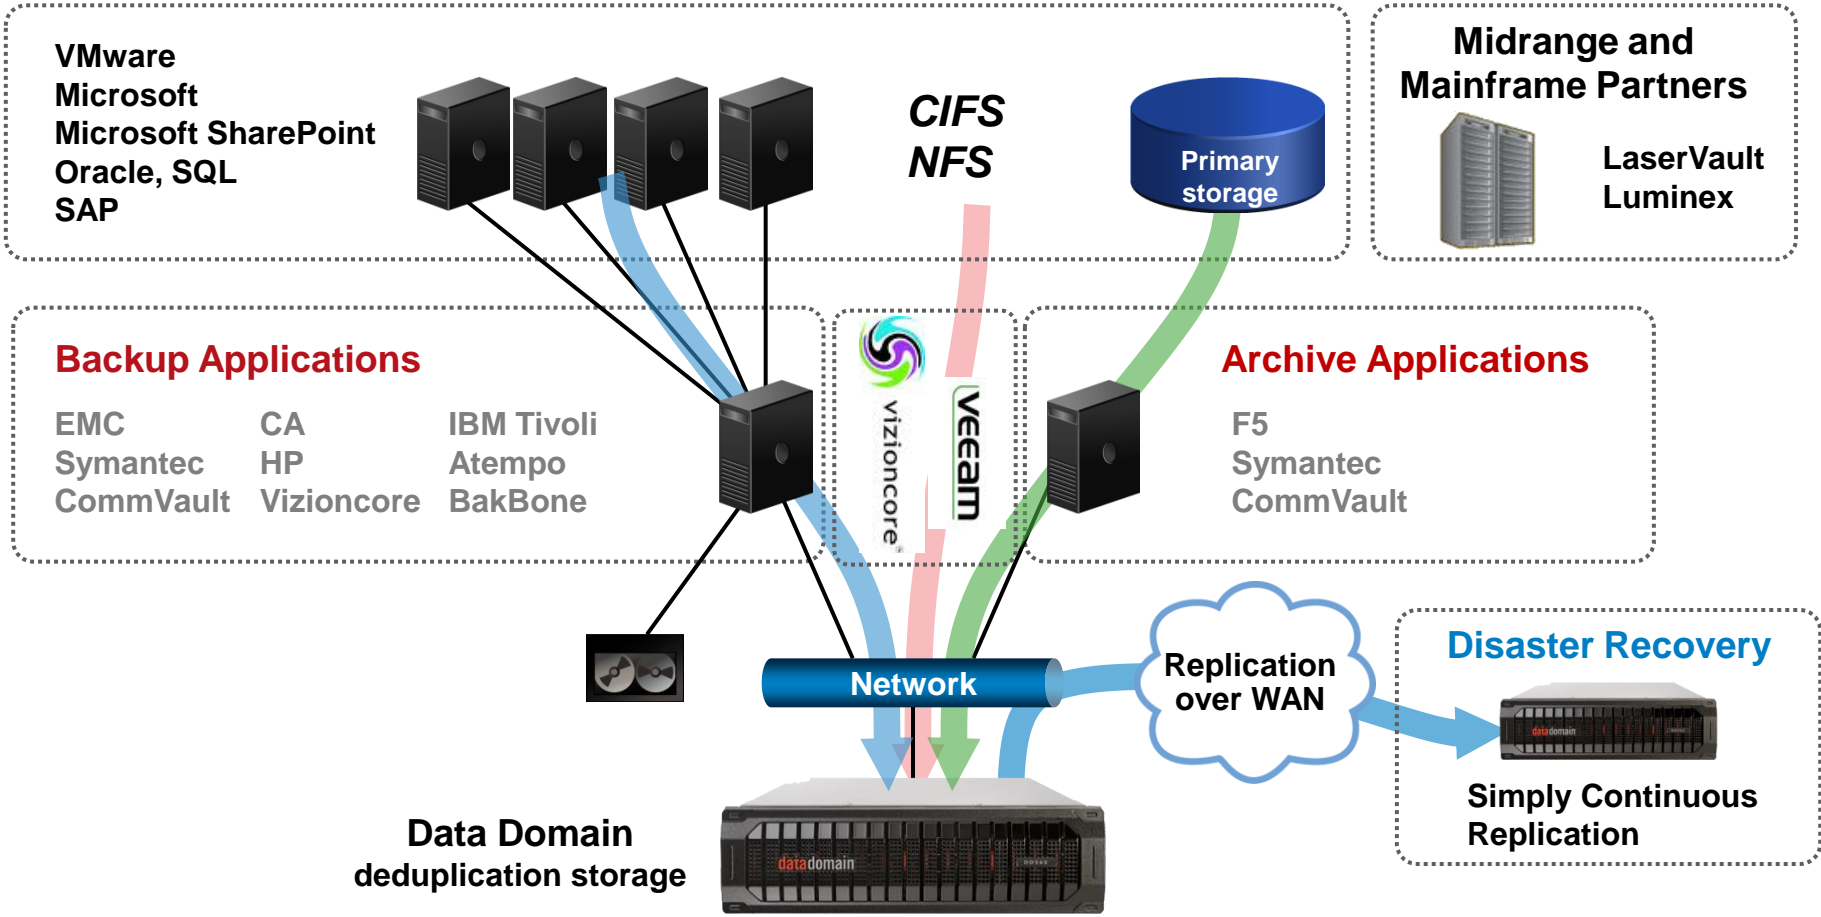 VMware
Microsoft
Microsoft SharePoint
Oracle, SQL
SAP
CIFS
NFS
Primary
storage
Midrange and
Mainframe Partners
LaserVault
Luminex
Backup Applications
EMC CA IBM Tivoli
Symantec HP Atempo
CommVault Vizioncore BakBone
vizioncore®
veeam
Archive Applications
F5
Symantec
CommVault
Network
Replication
over WAN
Disaster Recovery
datadomain
Simply Continuous
Replication
Data Domain
deduplication storage
datadomain